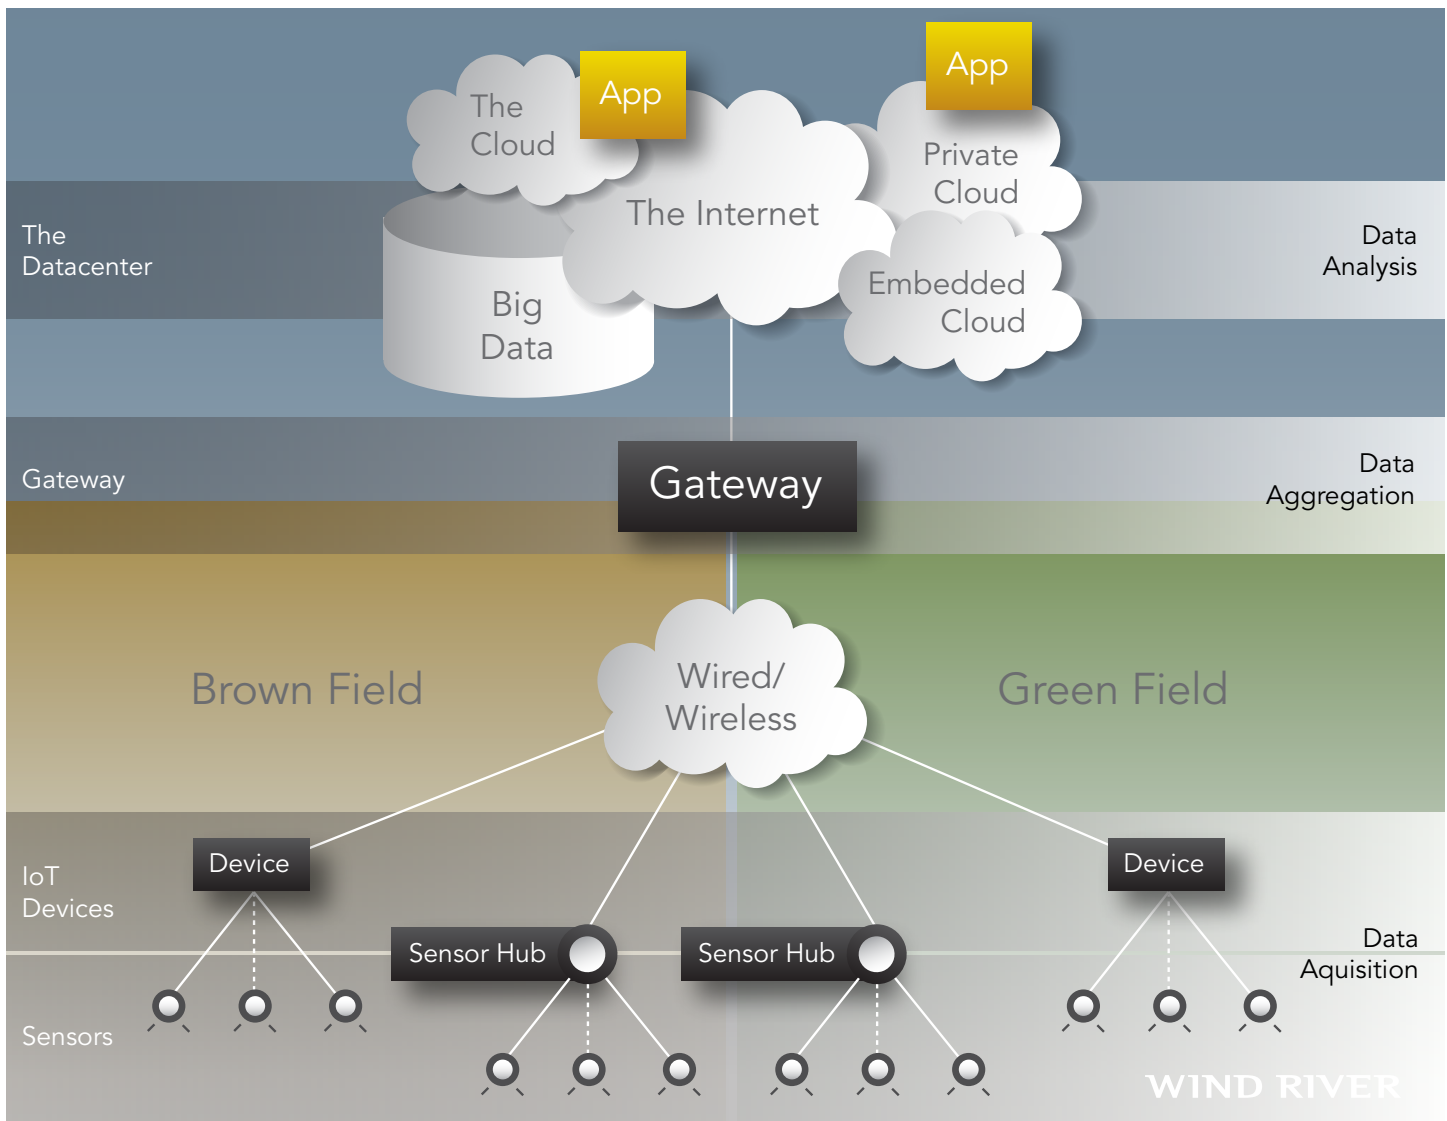 App
App
The
Cloud
Private
Cloud
The Internet
The
Datacenter
Data
Analysis
Embedded
Cloud
Big
Data
Gateway
Gateway
Data
Aggregation
Brown Field
Wired/
Wireless
Green Field
Device
Device
IoT
Devices
Sensor Hub
Sensor Hub
Data
Aquisition
Sensors
WIND RIVER